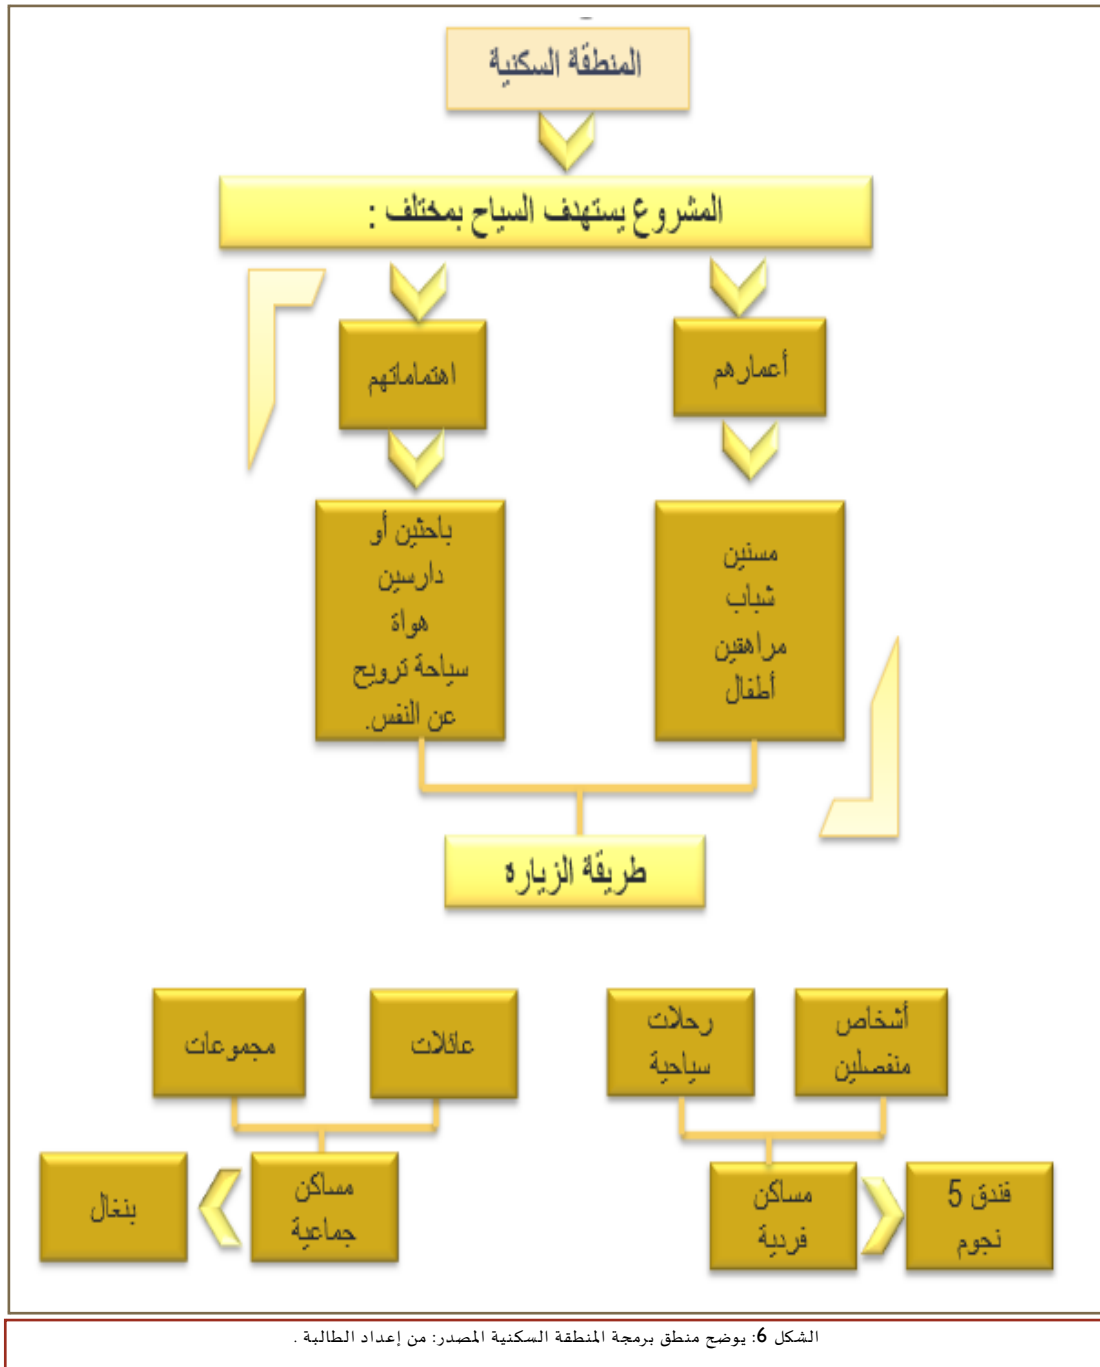 المنطقة السكنية
المشروع يستهدف السياح بمختلف :
أعمارهم
اهتماماتهم
مسنين
شباب
مراهقين
أطفال
باحثين أو
دارسين
هواة
سياحة ترويح
عن النفس.
طريقة الزياره
أشخاص
منفصلين
رحلات
سياحية
عائلات
مجموعات
فندق 5
نجوم
مساكن
فردية
مساكن
جماعية
بنغال
الشكل 6: يوضح منطق برمجة المنطقة السكنية المصدر: من إعداد الطالبة .